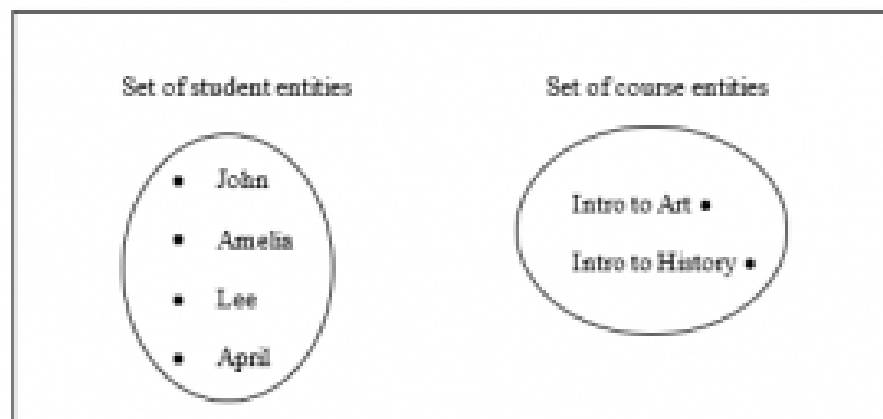 Set of student entities
John
Amelia
Lee
April
Set of course entities
Intro to Art
Intro to History